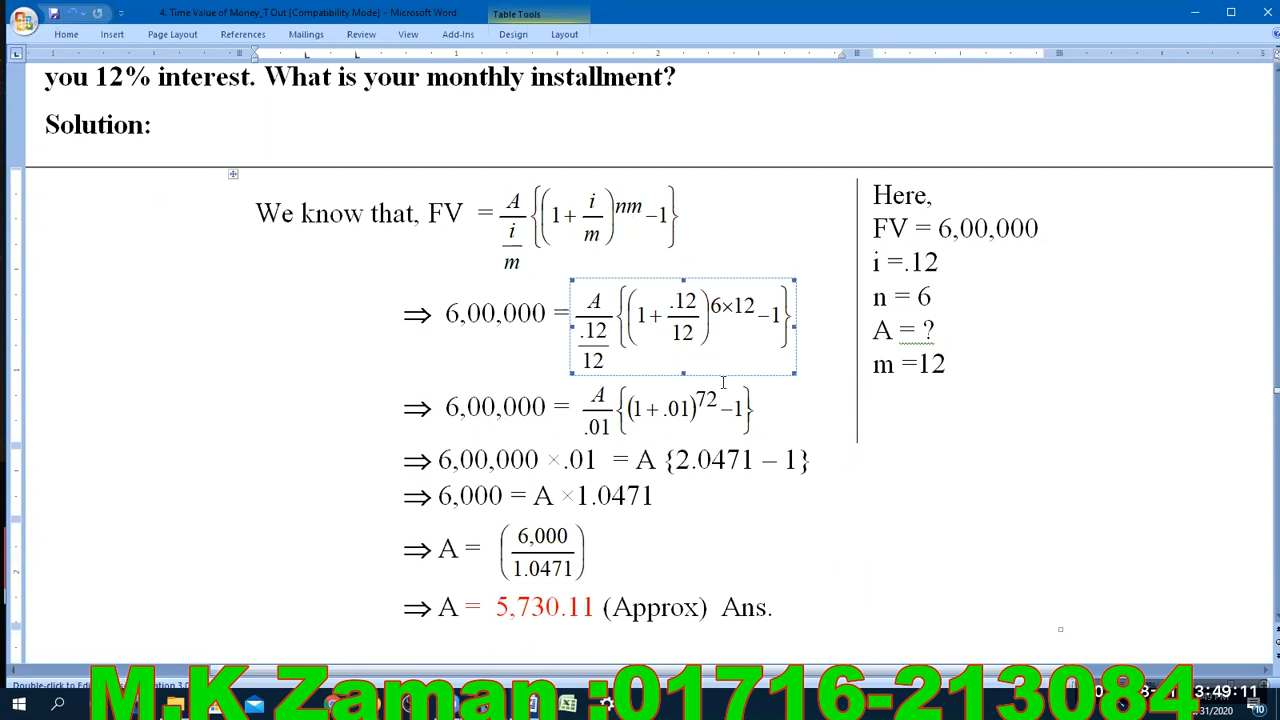 4. Time Value of Money_T Out [Compatibility Mode] - Microsoft Word
Table Tools
Home Insert Page Layout References Mailings Review View Add-Ins Design Layout
you 12% interest. What is your monthly installment?
Solution:
We know that, FV = A / (i/m) {(1 + i/m)^nm − 1}
⇒ 6,00,000 = A / (.12/12) {(1 + .12/12)^6×12 − 1}
⇒ 6,00,000 = A/.01 {(1 + .01)^72 − 1}
⇒ 6,00,000 × .01 = A {2.0471 – 1}
⇒ 6,000 = A ×1.0471
⇒ A = (6,000/1.0471)
⇒ A = 5,730.11 (Approx) Ans.
Here,
FV = 6,00,000
i =.12
n = 6
A = ?
m =12
M.K Zaman :01716-213084